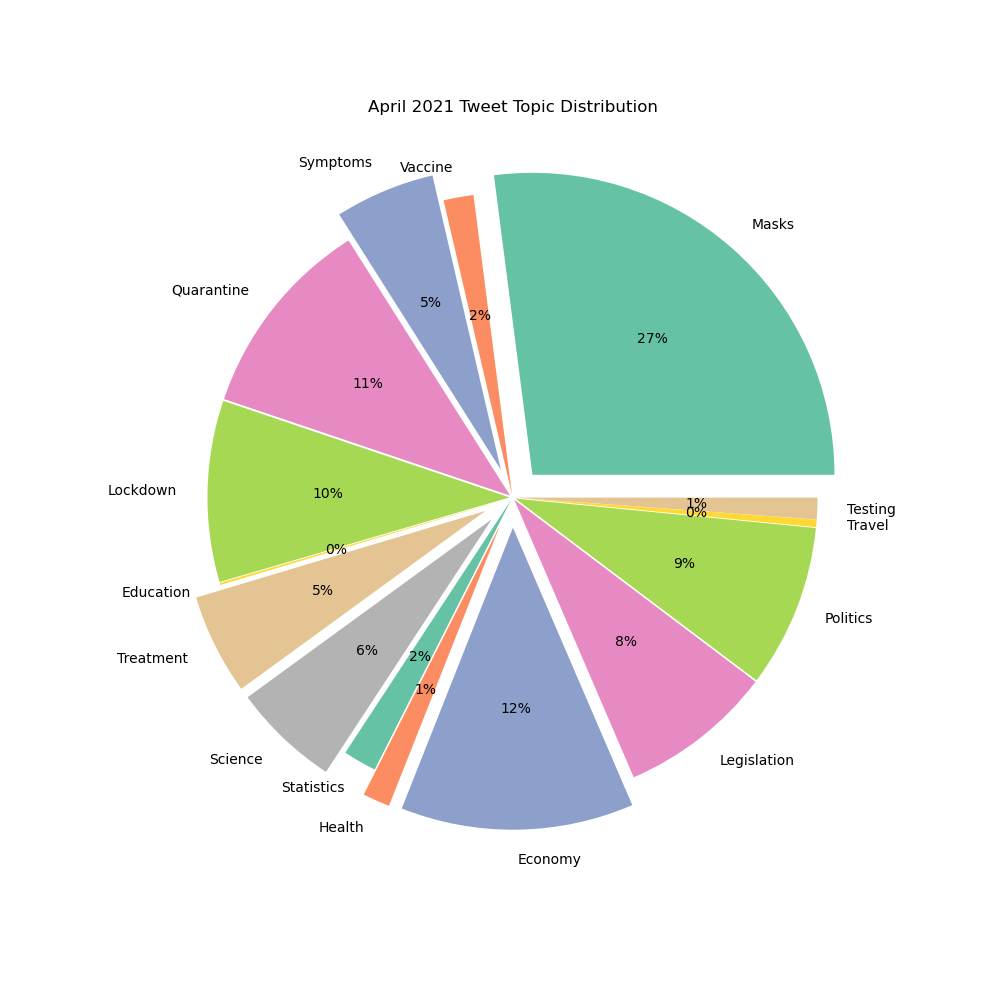 April 2021 Tweet Topic Distribution
Symptoms
Vaccine
Masks
Quarantine
5%
2%
27%
11%
Lockdown
10%
1%
Testing
0%
Travel
0%
9%
Education
5%
Politics
Treatment
6%
2%
8%
1%
12%
Science
Legislation
Statistics
Health
Economy